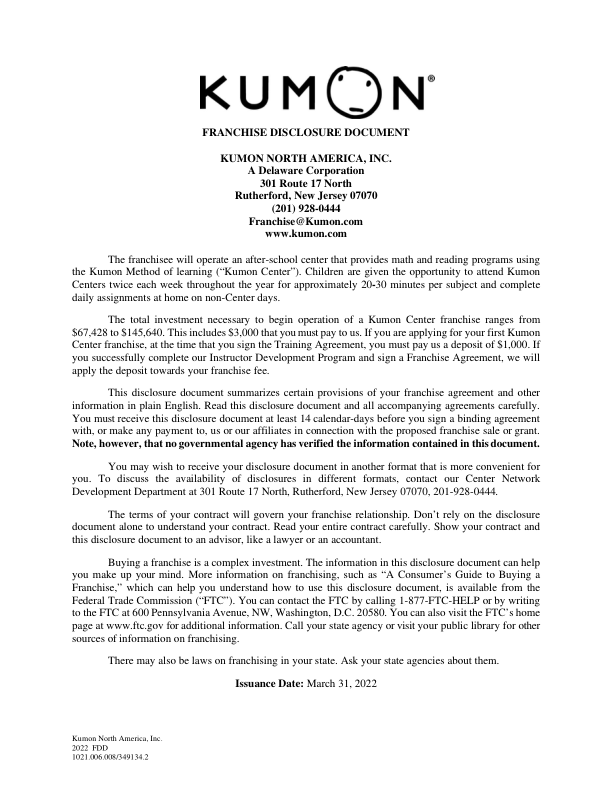 KUMON®
FRANCHISE DISCLOSURE DOCUMENT
KUMON NORTH AMERICA, INC.
A Delaware Corporation
301 Route 17 North
Rutherford, New Jersey 07070
(201) 928-0444
Franchise@Kumon.com
www.kumon.com
The franchisee will operate an after-school center that provides math and reading programs using
the Kumon Method of learning (“Kumon Center”). Children are given the opportunity to attend Kumon
Centers twice each week throughout the year for approximately 20-30 minutes per subject and complete
daily assignments at home on non-Center days.
The total investment necessary to begin operation of a Kumon Center franchise ranges from
$67,428 to $145,640. This includes $3,000 that you must pay to us. If you are applying for your first Kumon
Center franchise, at the time that you sign the Training Agreement, you must pay us a deposit of $1,000. If
you successfully complete our Instructor Development Program and sign a Franchise Agreement, we will
apply the deposit towards your franchise fee.
This disclosure document summarizes certain provisions of your franchise agreement and other
information in plain English. Read this disclosure document and all accompanying agreements carefully.
You must receive this disclosure document at least 14 calendar-days before you sign a binding agreement
with, or make any payment to, us or our affiliates in connection with the proposed franchise sale or grant.
Note, however, that no governmental agency has verified the information contained in this document.
You may wish to receive your disclosure document in another format that is more convenient for
you. To discuss the availability of disclosures in different formats, contact our Center Network
Development Department at 301 Route 17 North, Rutherford, New Jersey 07070, 201-928-0444.
The terms of your contract will govern your franchise relationship. Don’t rely on the disclosure
document alone to understand your contract. Read your entire contract carefully. Show your contract and
this disclosure document to an advisor, like a lawyer or an accountant.
Buying a franchise is a complex investment. The information in this disclosure document can help
you make up your mind. More information on franchising, such as “A Consumer’s Guide to Buying a
Franchise,” which can help you understand how to use this disclosure document, is available from the
Federal Trade Commission (“FTC”). You can contact the FTC by calling 1-877-FTC-HELP or by writing
to the FTC at 600 Pennsylvania Avenue, NW, Washington, D.C. 20580. You can also visit the FTC’s home
page at www.ftc.gov for additional information. Call your state agency or visit your public library for other
sources of information on franchising.
There may also be laws on franchising in your state. Ask your state agencies about them.
Issuance Date: March 31, 2022
Kumon North America, Inc.
2022 FDD
1021.006.008/349134.2